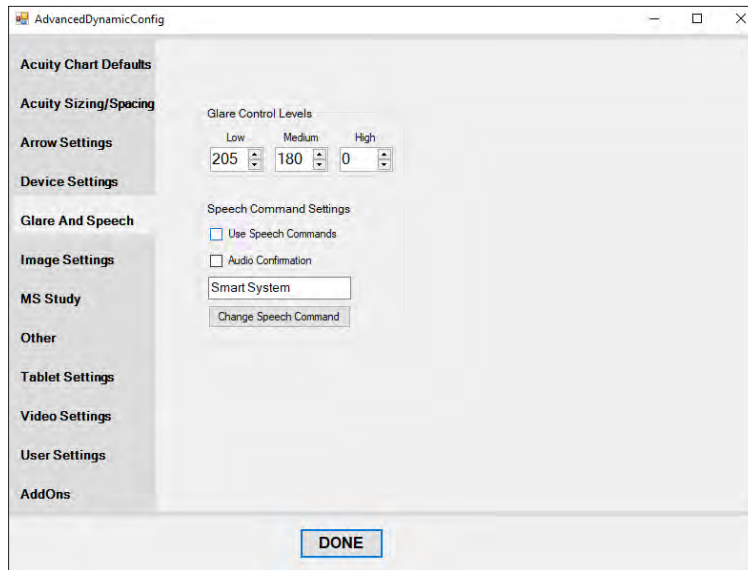 AdvancedDynamicConfig
Acuity Chart Defaults
Acuity Sizing/Spacing
Arrow Settings
Device Settings
Glare And Speech
Image Settings
MS Study
Other
Tablet Settings
Video Settings
User Settings
AddOns
Glare Control Levels
Low Medium High
205 180 0
Speech Command Settings
Use Speech Commands
Audio Confirmation
Smart System
Change Speech Command
DONE